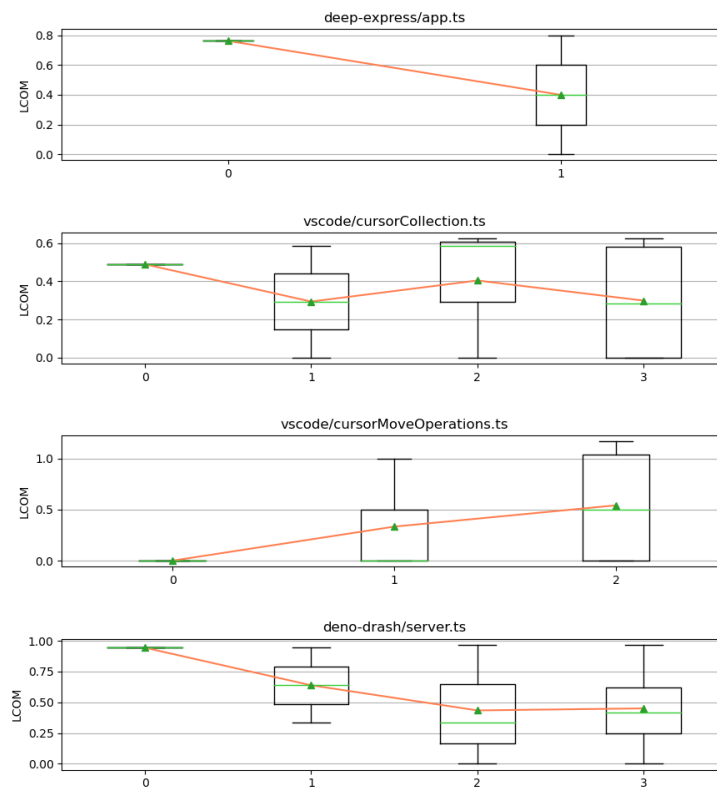 deep-express/app.ts
0.8
0.6
0.4
0.2
0.0
LCOM
0 1
vscode/cursorCollection.ts
0.6
0.4
0.2
0.0
LCOM
0 1 2 3
vscode/cursorMoveOperations.ts
1.0
0.5
0.0
LCOM
0 1 2
deno-drash/server.ts
1.00
0.75
0.50
0.25
0.00
LCOM
0 1 2 3